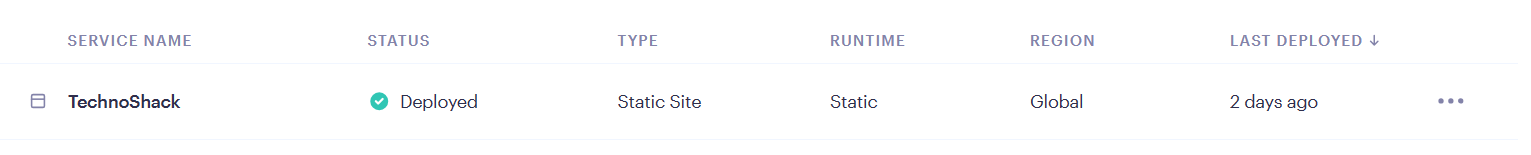 SERVICE NAME STATUS TYPE RUNTIME REGION LAST DEPLOYED ↓
TechnoShack Deployed Static Site Static Global 2 days ago